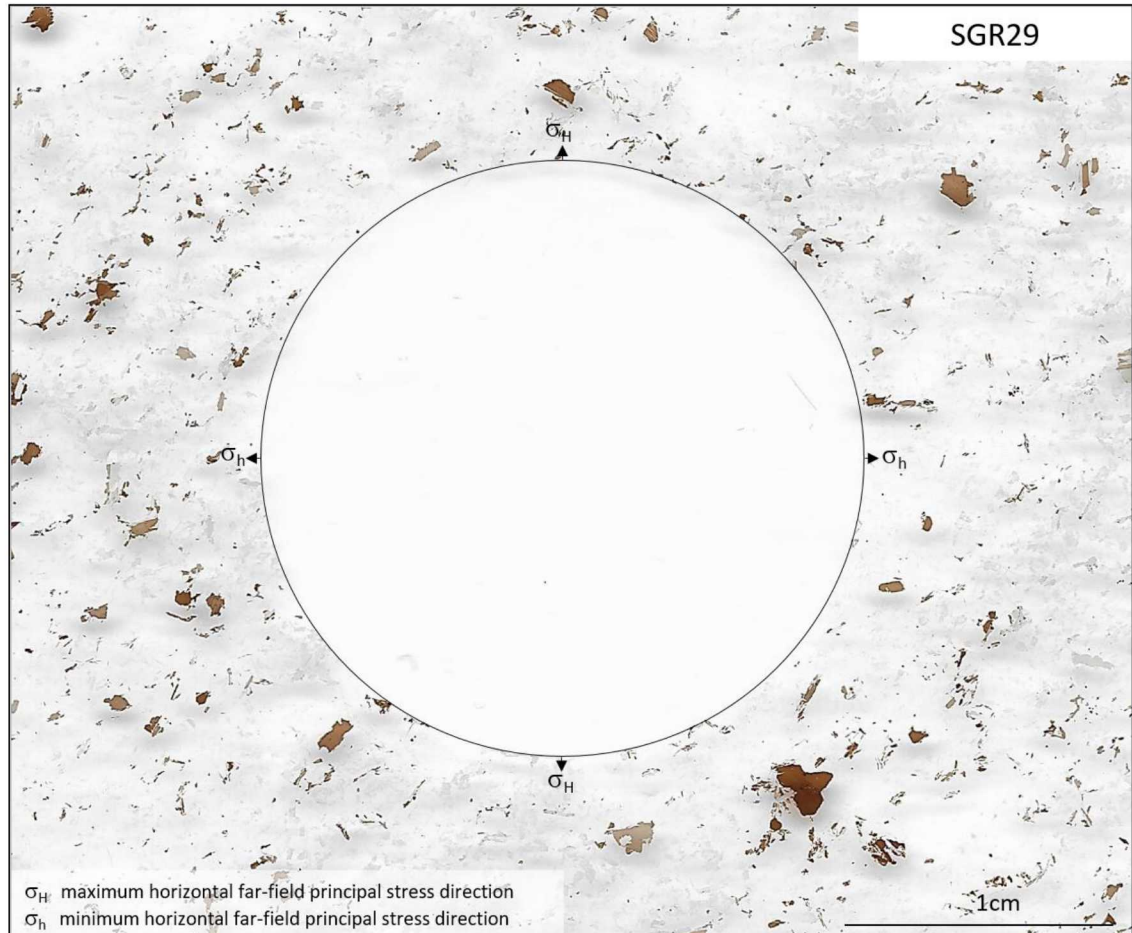 SGR29
σH
σh
σh
σH
σH maximum horizontal far-field principal stress direction
σh minimum horizontal far-field principal stress direction
1cm